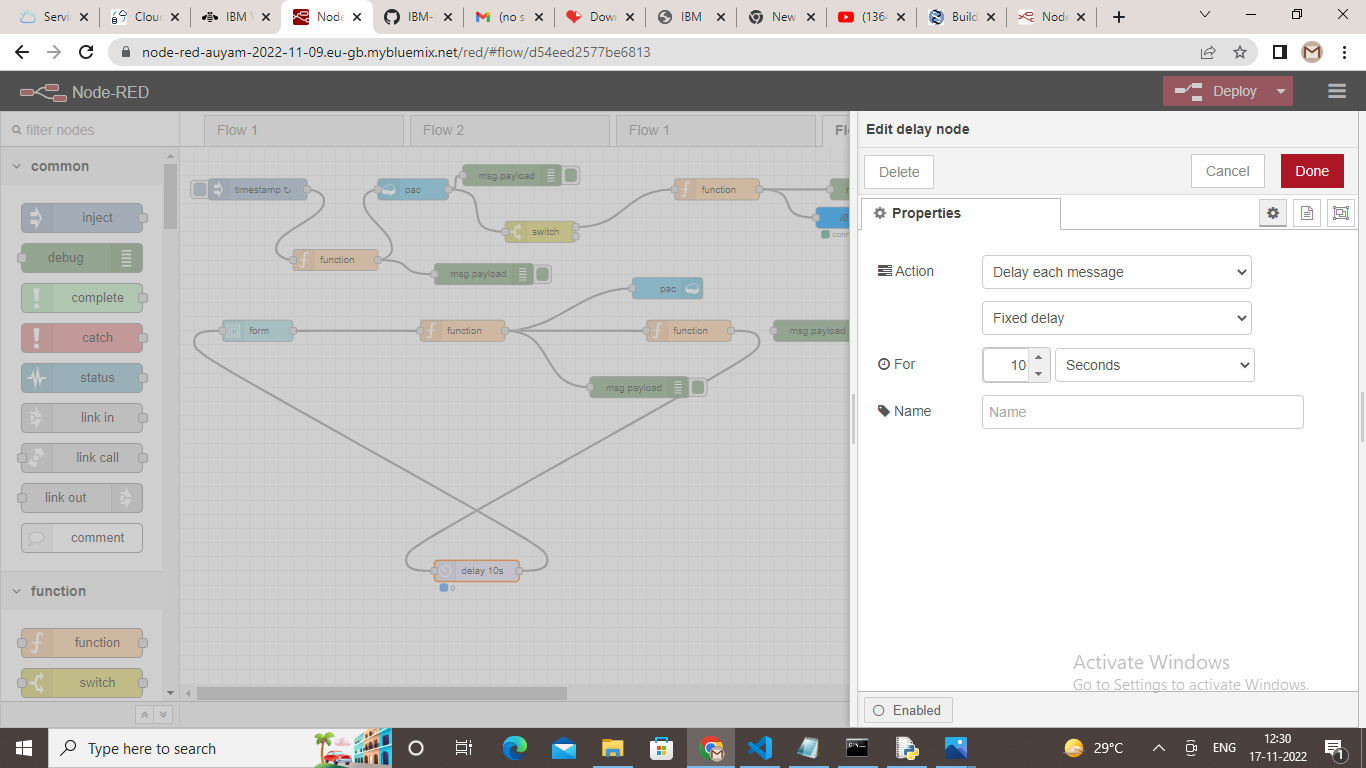 Servi
Cloud
IBM W
Node
IBM-
(no s
Dow
IBM
New
(136
Build
Node
node-red-auyam-2022-11-09.eu-gb.mybluemix.net/red/#flow/d54eed2577be6813
Node-RED
Deploy
filter nodes
Flow 1
Flow 2
Flow 1
Fl
Edit delay node
Delete
Cancel
Done
Properties
common
inject
debug
complete
catch
status
link in
link call
link out
comment
function
function
switch
timestamp ↻
pac
msg.payload
function
switch
function
msg.payload
pac
form
function
function
msg.payload
msg.payload
delay 10s
0
m
IB
conn
Action
Delay each message
Fixed delay
For
10
Seconds
Name
Name
Activate Windows
Go to Settings to activate Windows.
Enabled
Type here to search
29°C
ENG
12:30
17-11-2022
1